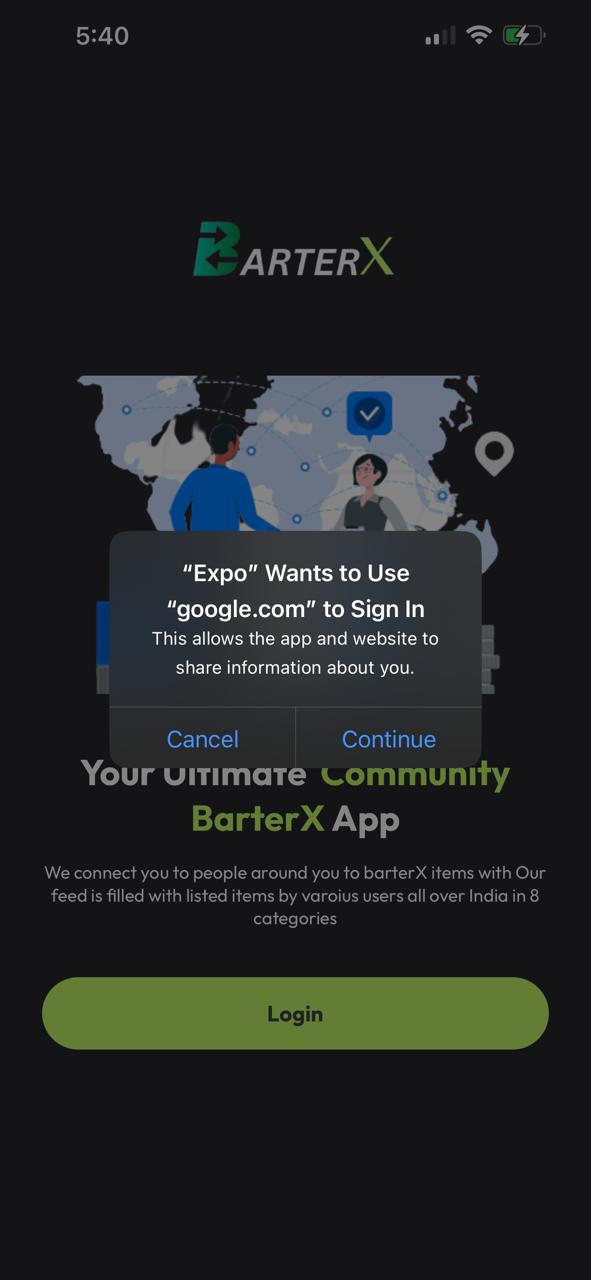 5:40
BARTERX
“Expo” Wants to Use
“google.com” to Sign In
This allows the app and website to
share information about you.
Cancel Continue
Your Ultimate Community
BarterX App
We connect you to people around you to barterX items with Our
feed is filled with listed items by varoius users all over India in 8
categories
Login